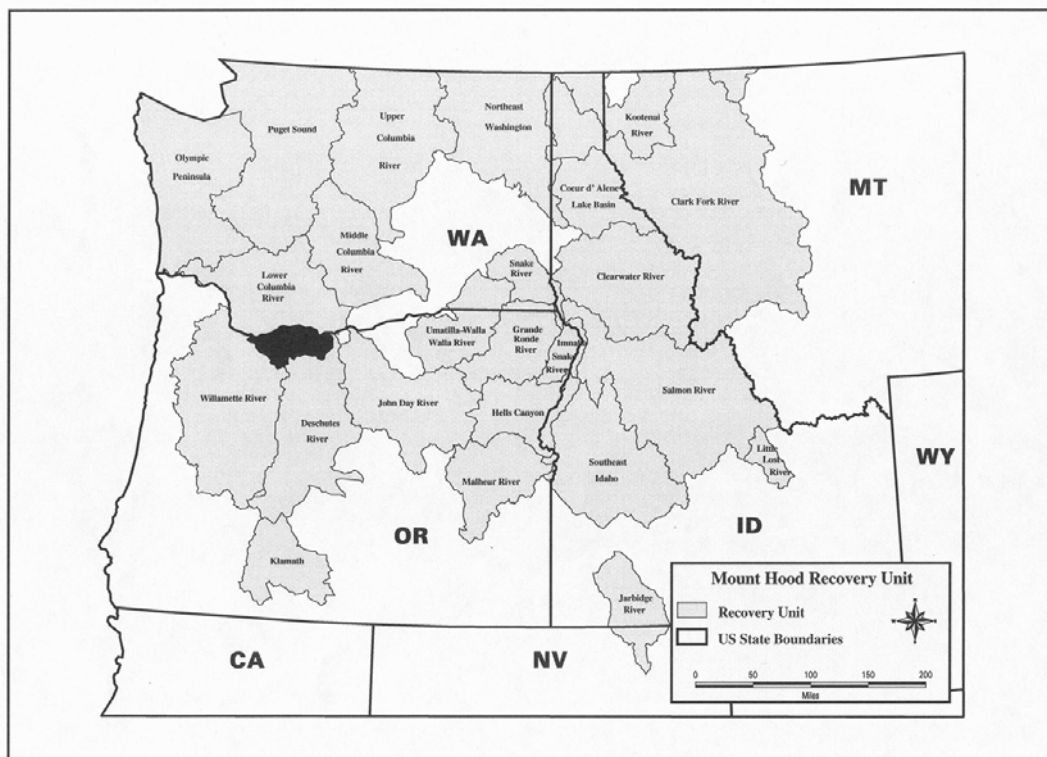 Puget Sound
Upper
Columbia
River
Northeast
Washington
Kootenai
River
Olympic
Peninsula
MT
Coeur d' Alene
Lake Basin
Clark Fork River
Middle
Columbia
River
WA
Snake
River
Lower
Columbia
River
Clearwater River
Umatilla-Walla
Walla River
Grande
Ronde
River
Imnaha
Snake
River
Willamette River
John Day River
Salmon River
Deschutes
River
Hells Canyon
Little
Lost
River
WY
Southeast
Idaho
Malheur River
OR
ID
Klamath
Jarbidge
River
Mount Hood Recovery Unit
Recovery Unit
US State Boundaries
N
CA
NV
0 50 100 150 200
Miles